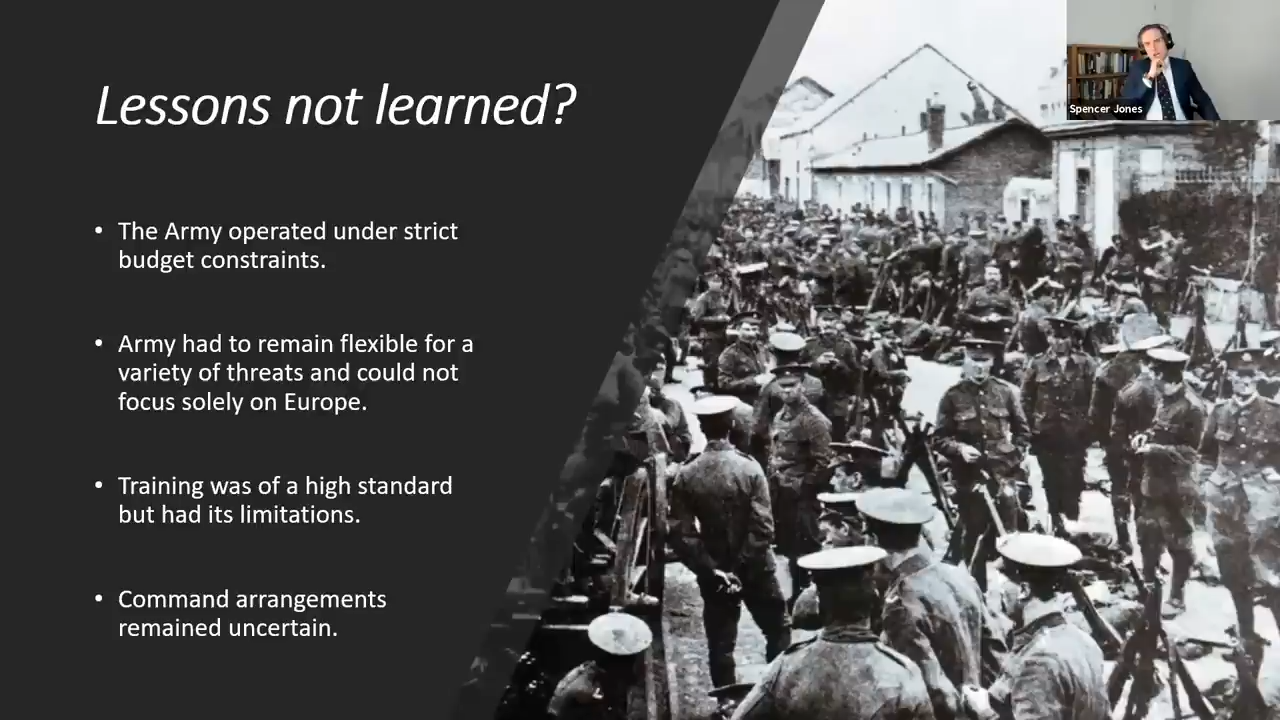 Lessons not learned?
Spencer Jones
• The Army operated under strict
budget constraints.
• Army had to remain flexible for a
variety of threats and could not
focus solely on Europe.
• Training was of a high standard
but had its limitations.
• Command arrangements
remained uncertain.